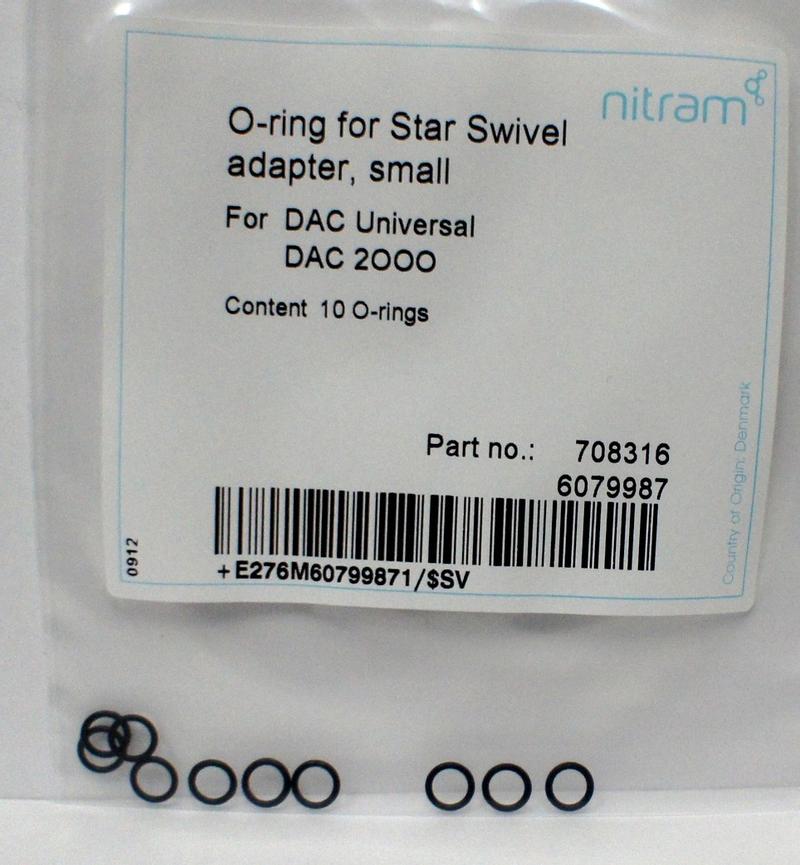 nitram
O-ring for Star Swivel
adapter, small
For DAC Universal
DAC 2000
Content 10 O-rings
Part no.: 708316
6079987
+E276M60799871/$SV
0912
Country of Origin: Denmark